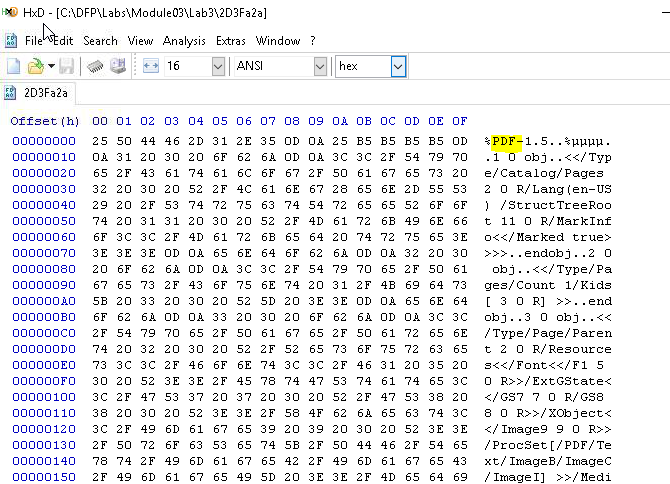 HxD - [C:\DFP\Labs\Module03\Lab3\2D3Fa2a]
File Edit Search View Analysis Extras Window ?
16 ANSI hex
2D3Fa2a
Offset(h) 00 01 02 03 04 05 06 07 08 09 0A 0B 0C 0D 0E 0F
00000000 25 50 44 46 2D 31 2E 35 0D 0A 25 B5 B5 B5 B5 0D %PDF-1.5..%µµµµ.
00000010 0A 31 20 30 20 6F 62 6A 0D 0A 3C 3C 2F 54 79 70 .1 0 obj..<</Typ
00000020 65 2F 43 61 74 61 6C 6F 67 2F 50 61 67 65 73 20 e/Catalog/Pages
00000030 32 20 30 20 52 2F 4C 61 6E 67 28 65 6E 2D 55 53 2 0 R/Lang(en-US
00000040 29 20 2F 53 74 72 75 63 74 54 72 65 65 52 6F 6F ) /StructTreeRoo
00000050 74 20 31 31 20 30 20 52 2F 4D 61 72 6B 49 6E 66 t 11 0 R/MarkInf
00000060 6F 3C 3C 2F 4D 61 72 6B 65 64 20 74 72 75 65 3E o<</Marked true>
00000070 3E 3E 3E 0D 0A 65 6E 64 6F 62 6A 0D 0A 32 20 30 >>>..endobj..2 0
00000080 20 6F 62 6A 0D 0A 3C 3C 2F 54 79 70 65 2F 50 61 obj..<</Type/Pa
00000090 67 65 73 2F 43 6F 75 6E 74 20 31 2F 4B 69 64 73 ges/Count 1/Kids
000000A0 5B 20 33 20 30 20 52 5D 20 3E 3E 0D 0A 65 6E 64 [ 3 0 R] >>..end
000000B0 6F 62 6A 0D 0A 33 20 30 20 6F 62 6A 0D 0A 3C 3C obj..3 0 obj..<<
000000C0 2F 54 79 70 65 2F 50 61 67 65 2F 50 61 72 65 6E /Type/Page/Paren
000000D0 74 20 32 20 30 20 52 2F 52 65 73 6F 75 72 63 65 t 2 0 R/Resource
000000E0 73 3C 3C 2F 46 6F 6E 74 3C 3C 2F 46 31 20 35 20 s<</Font<</F1 5
000000F0 30 20 52 3E 3E 2F 45 78 74 47 53 74 61 74 65 3C 0 R>>/ExtGState<
00000100 3C 2F 47 53 37 20 37 20 30 20 52 2F 47 53 38 20 </GS7 7 0 R/GS8
00000110 38 20 30 20 52 3E 3E 2F 58 4F 62 6A 65 63 74 3C 8 0 R>>/XObject<
00000120 3C 2F 49 6D 61 67 65 39 20 39 20 30 20 52 3E 3E </Image9 9 0 R>>
00000130 2F 50 72 6F 63 53 65 74 5B 2F 50 44 46 2F 54 65 /ProcSet[/PDF/Te
00000140 78 74 2F 49 6D 61 67 65 42 2F 49 6D 61 67 65 43 xt/ImageB/ImageC
00000150 2F 49 6D 61 67 65 49 5D 20 3E 3E 2F 4D 65 64 69 /ImageI] >>/Medi